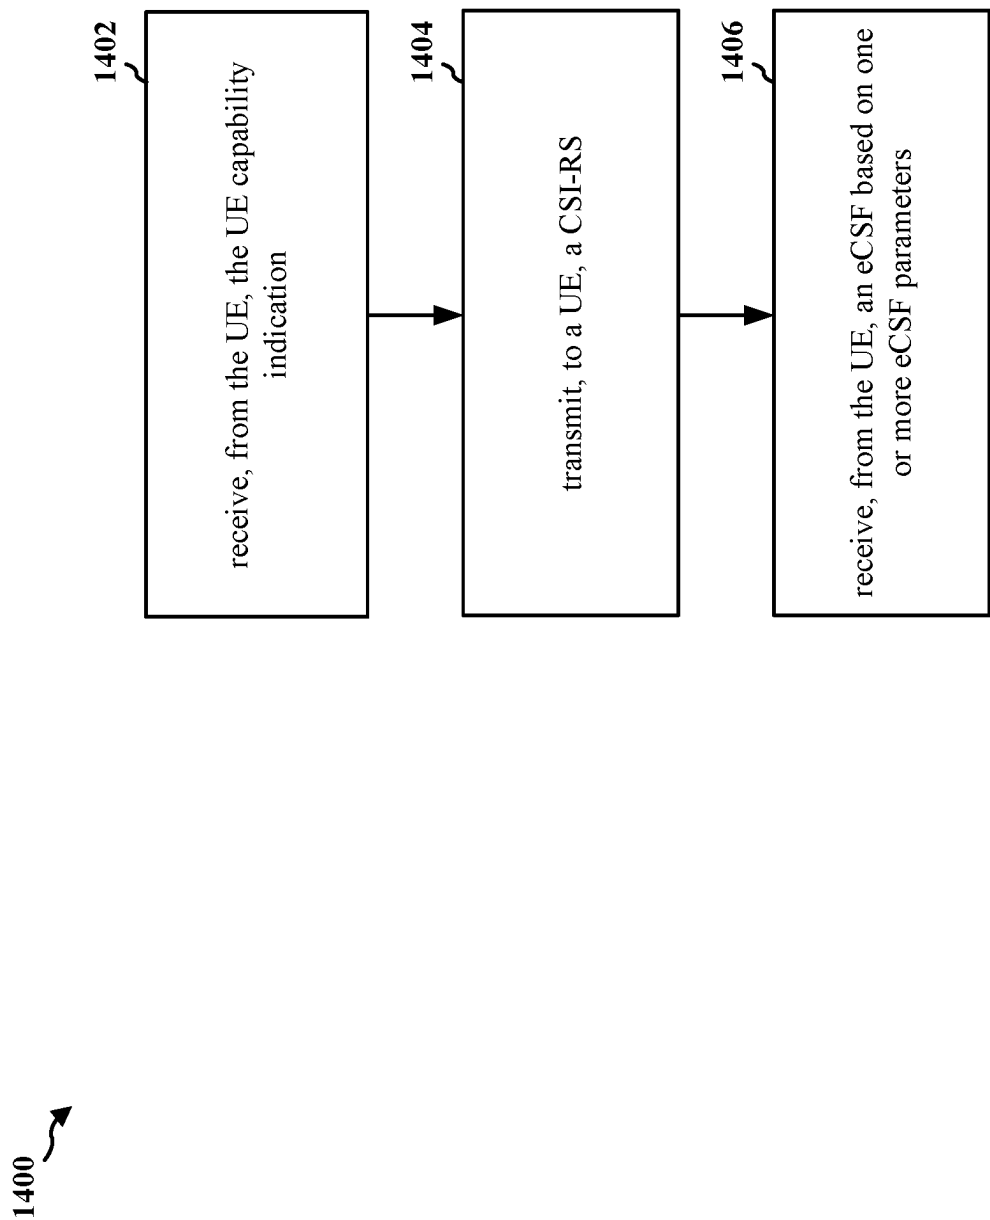 1400
1402
receive, from the UE, the UE capability
indication
1404
transmit, to a UE, a CSI-RS
1406
receive, from the UE, an eCSF based on one
or more eCSF parameters